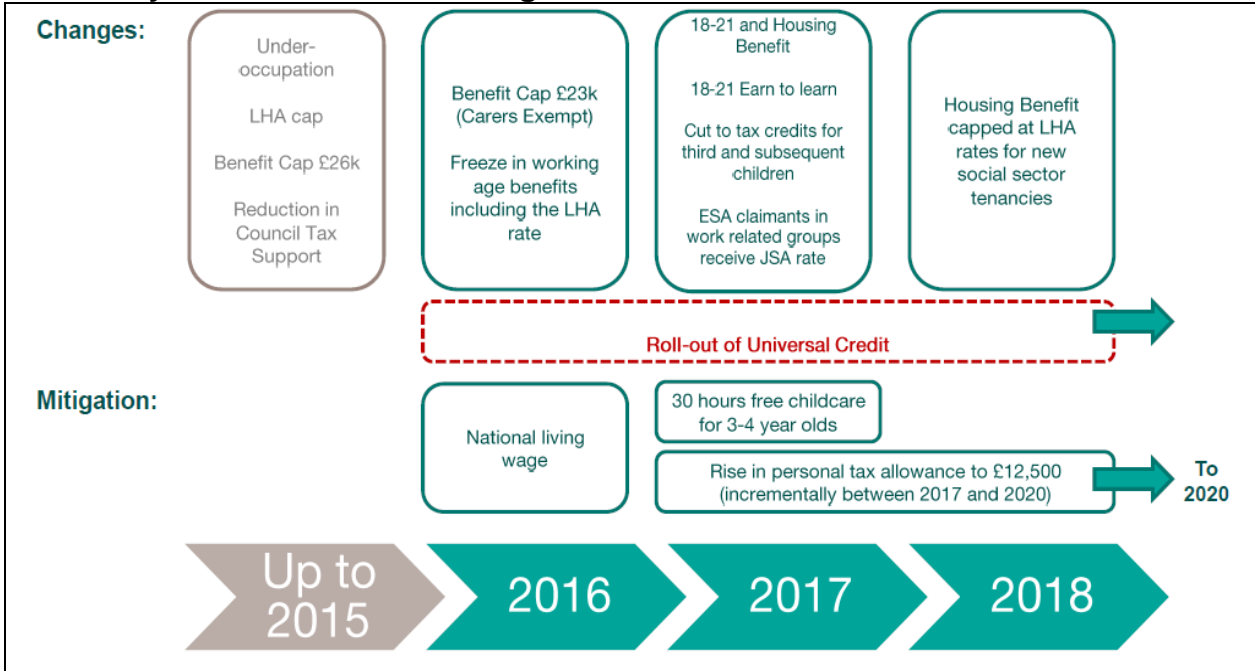 Changes:
Under-
occupation
LHA cap
Benefit Cap £26k
Reduction in
Council Tax
Support
Benefit Cap £23k
(Carers Exempt)
Freeze in working
age benefits
including the LHA
rate
18-21 and Housing
Benefit
18-21 Earn to learn
Cut to tax credits for
third and subsequent
children
ESA claimants in
work related groups
receive JSA rate
Housing Benefit
capped at LHA
rates for new
social sector
tenancies
Roll-out of Universal Credit
Mitigation:
National living
wage
30 hours free childcare
for 3-4 year olds
Rise in personal tax allowance to £12,500
(incrementally between 2017 and 2020)
To
2020
Up to
2015
2016
2017
2018